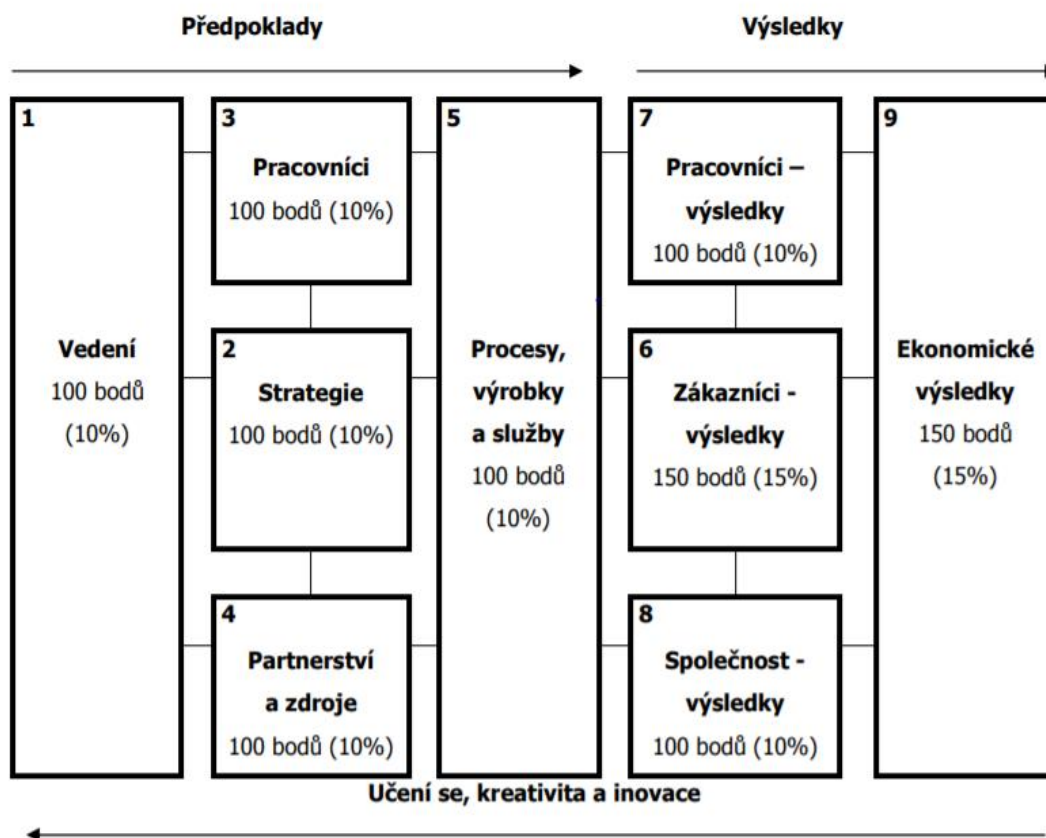 Předpoklady
Výsledky
1
Vedení
100 bodů
(10%)
3
Pracovníci
100 bodů (10%)
2
Strategie
100 bodů (10%)
4
Partnerství
a zdroje
100 bodů (10%)
5
Procesy,
výrobky
a služby
100 bodů
(10%)
7
Pracovníci –
výsledky
100 bodů (10%)
6
Zákazníci -
výsledky
150 bodů (15%)
8
Společnost -
výsledky
100 bodů (10%)
9
Ekonomické
výsledky
150 bodů
(15%)
Učení se, kreativita a inovace